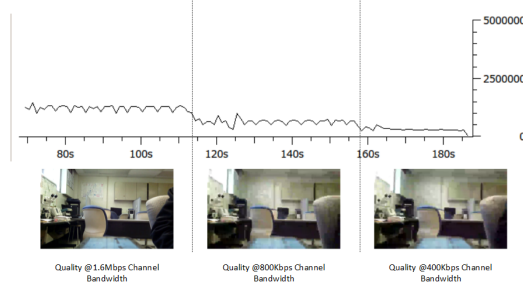 5000000
2500000
0
80s 100s 120s 140s 160s 180s
Quality @1.6Mbps Channel
Bandwidth
Quality @800Kbps Channel
Bandwidth
Quality @400Kbps Channel
Bandwidth